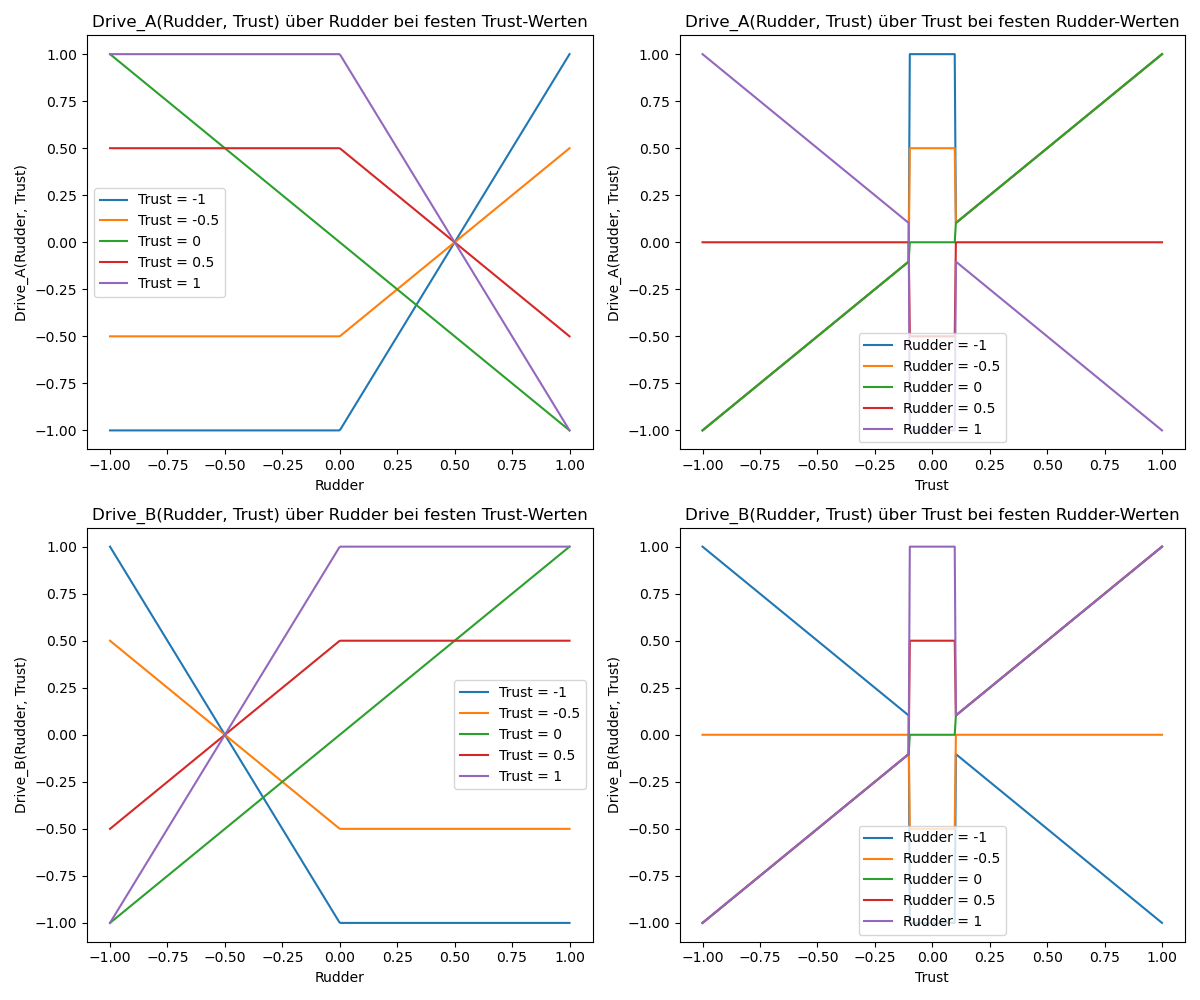 Drive_A(Rudder, Trust) über Rudder bei festen Trust-Werten
1.00
0.75
0.50
0.25
0.00
−0.25
−0.50
−0.75
−1.00
Drive_A(Rudder, Trust)
Trust = -1
Trust = -0.5
Trust = 0
Trust = 0.5
Trust = 1
−1.00 −0.75 −0.50 −0.25 0.00 0.25 0.50 0.75 1.00
Rudder
Drive_A(Rudder, Trust) über Trust bei festen Rudder-Werten
1.00
0.75
0.50
0.25
0.00
−0.25
−0.50
−0.75
−1.00
Drive_A(Rudder, Trust)
Rudder = -1
Rudder = -0.5
Rudder = 0
Rudder = 0.5
Rudder = 1
−1.00 −0.75 −0.50 −0.25 0.00 0.25 0.50 0.75 1.00
Trust
Drive_B(Rudder, Trust) über Rudder bei festen Trust-Werten
1.00
0.75
0.50
0.25
0.00
−0.25
−0.50
−0.75
−1.00
Drive_B(Rudder, Trust)
Trust = -1
Trust = -0.5
Trust = 0
Trust = 0.5
Trust = 1
−1.00 −0.75 −0.50 −0.25 0.00 0.25 0.50 0.75 1.00
Rudder
Drive_B(Rudder, Trust) über Trust bei festen Rudder-Werten
1.00
0.75
0.50
0.25
0.00
−0.25
−0.50
−0.75
−1.00
Drive_B(Rudder, Trust)
Rudder = -1
Rudder = -0.5
Rudder = 0
Rudder = 0.5
Rudder = 1
−1.00 −0.75 −0.50 −0.25 0.00 0.25 0.50 0.75 1.00
Trust